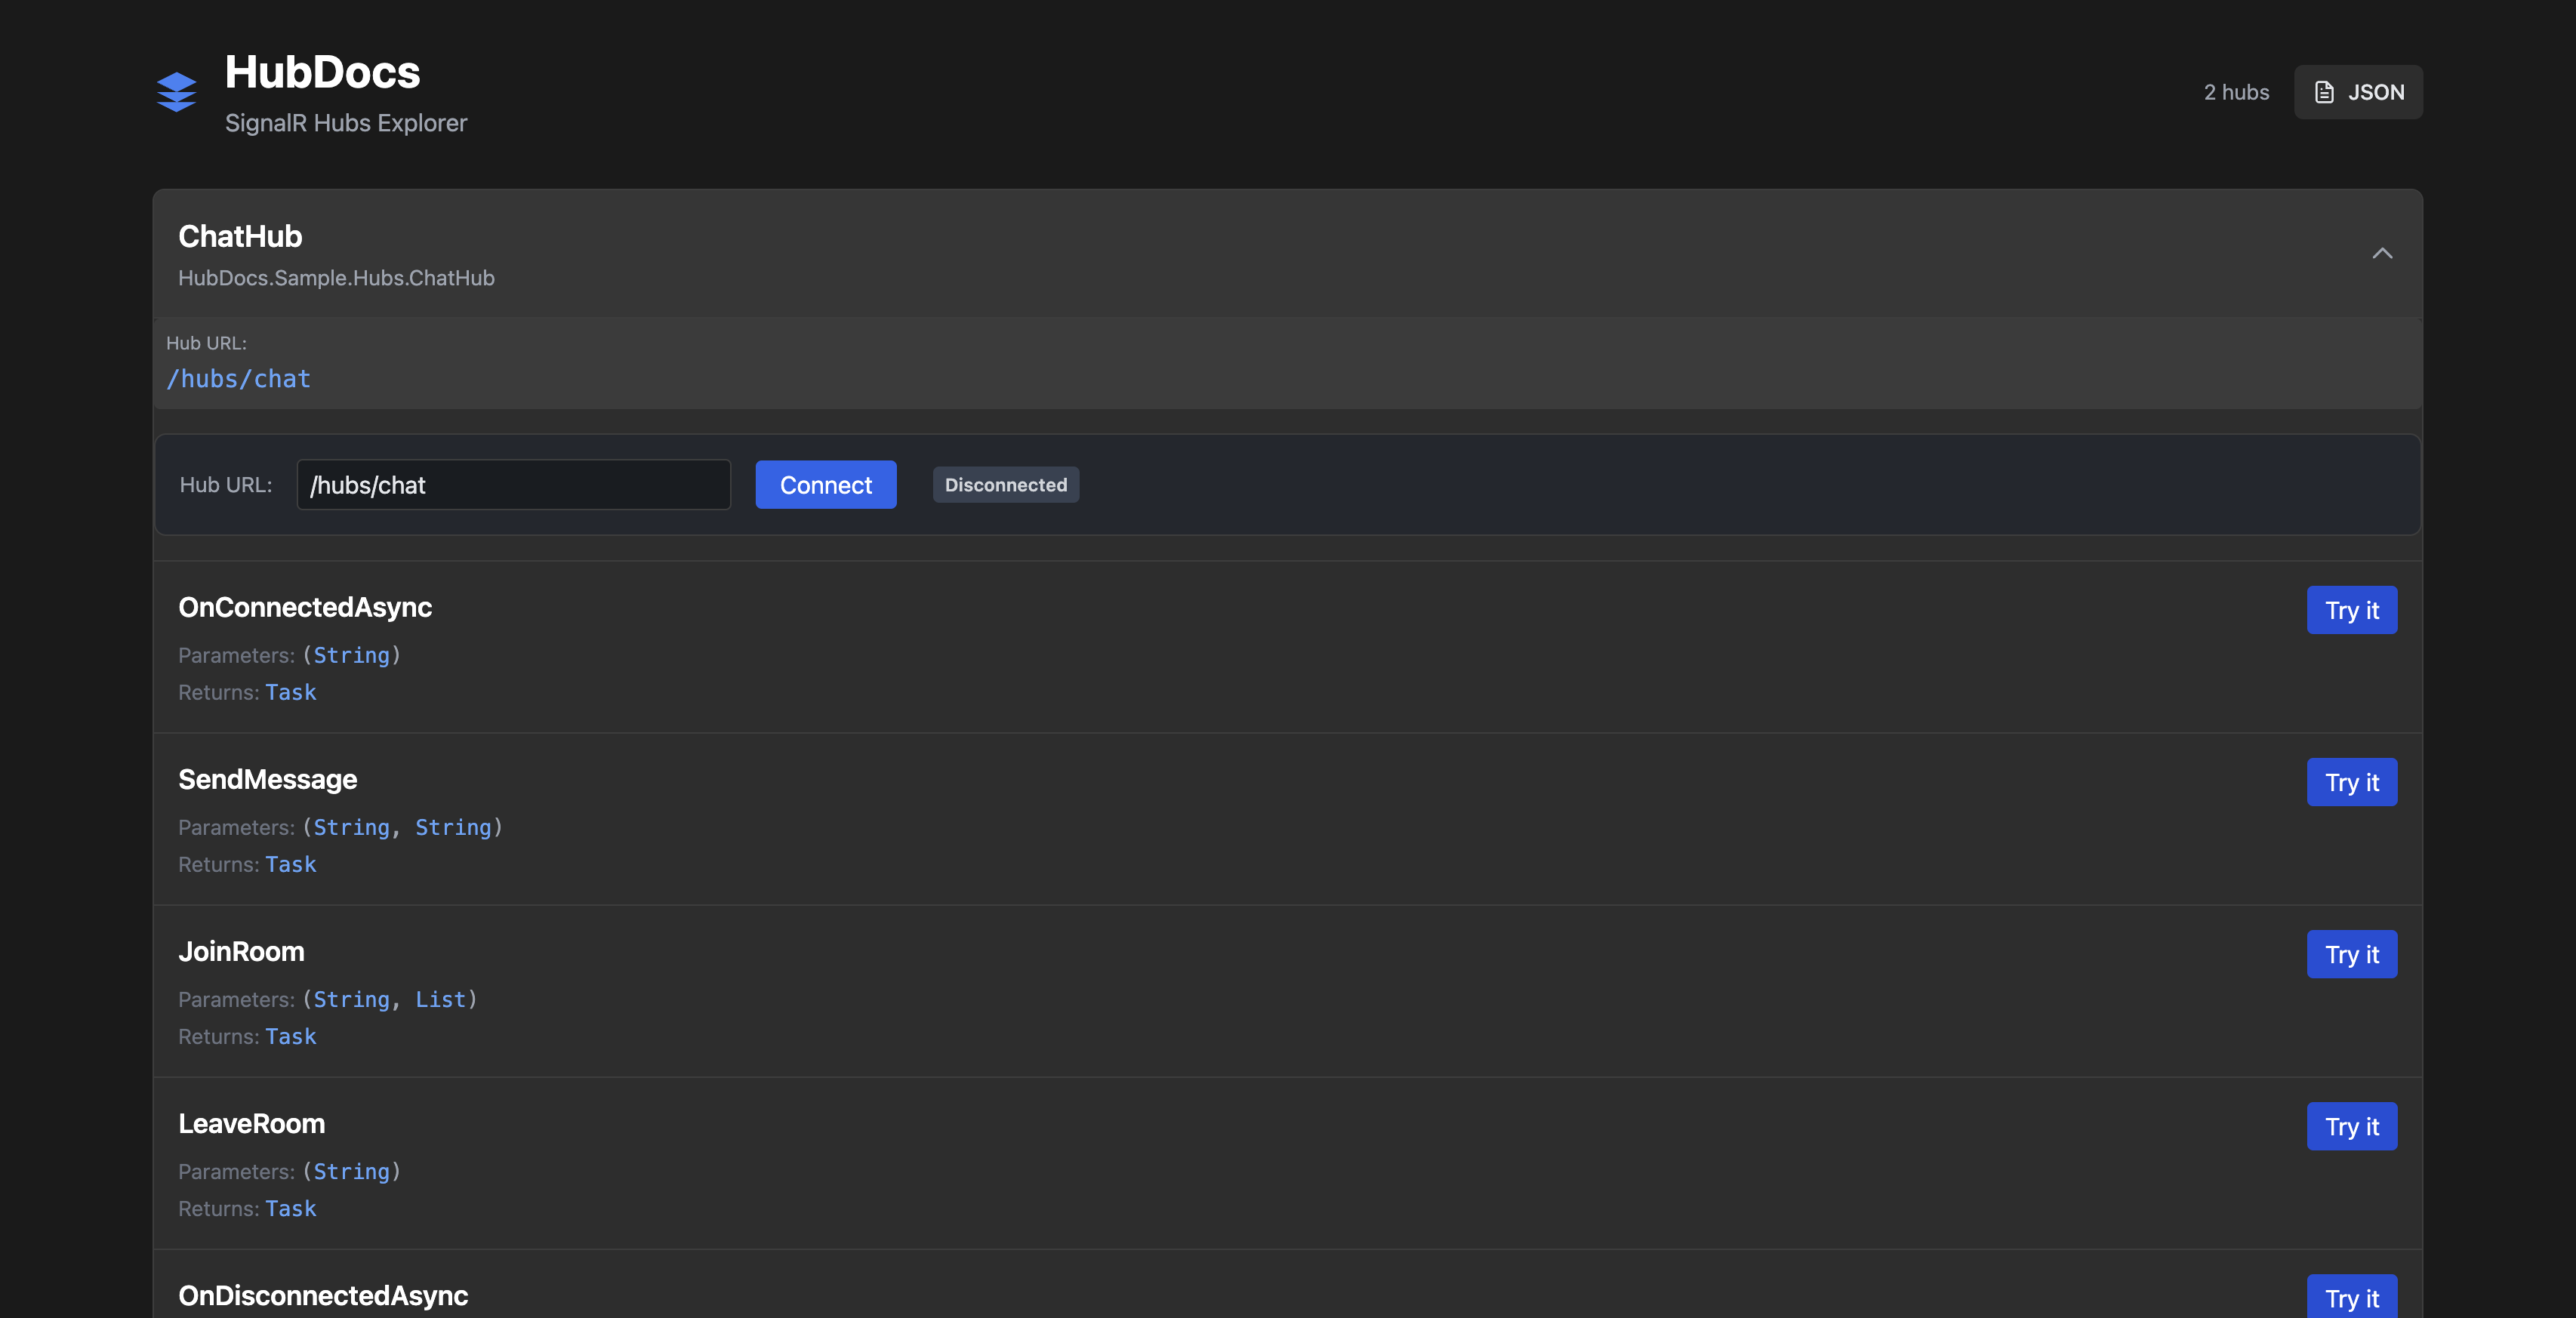 HubDocs
SignalR Hubs Explorer
2 hubs
JSON
ChatHub
HubDocs.Sample.Hubs.ChatHub
Hub URL:
/hubs/chat
Hub URL: /hubs/chat Connect Disconnected
OnConnectedAsync
Try it
Parameters: (String)
Returns: Task
SendMessage
Try it
Parameters: (String, String)
Returns: Task
JoinRoom
Try it
Parameters: (String, List)
Returns: Task
LeaveRoom
Try it
Parameters: (String)
Returns: Task
OnDisconnectedAsync
Try it